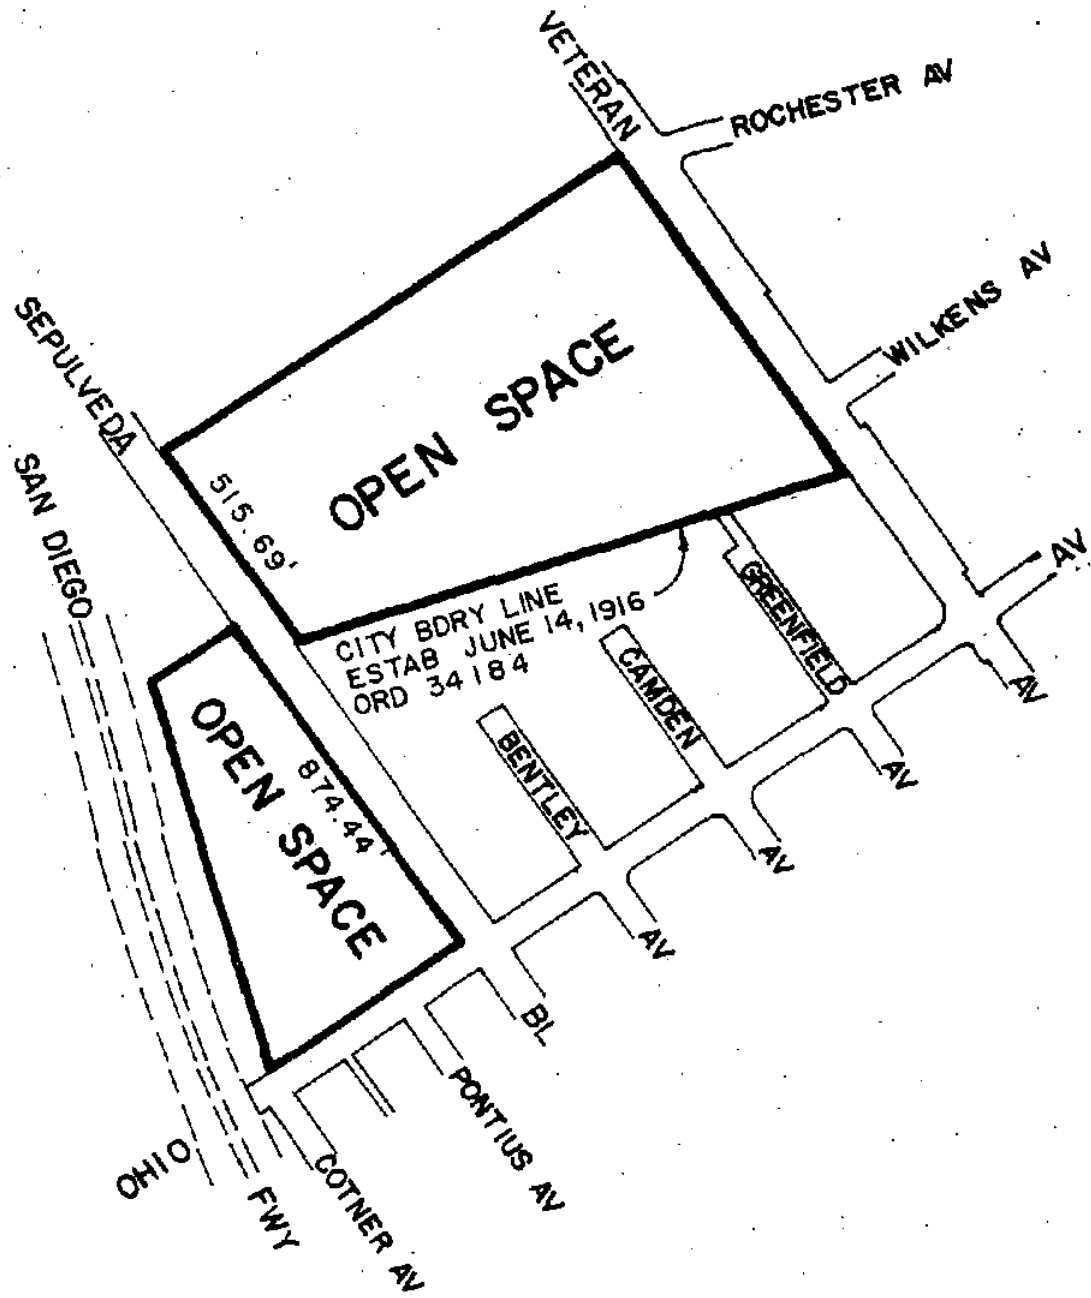 VETERAN
ROCHESTER AV
WILKENS AV
SEPULVEDA
SAN DIEGO
OPEN SPACE
515.69'
CITY BDRY LINE
ESTAB JUNE 14, 1916
ORD 34184
GREENFIELD
AV
CAMDEN
AV
BENTLEY
AV
OPEN SPACE
874.44'
AV
AV
BL
PONTIUS AV
COTNER AV
OHIO
FWY